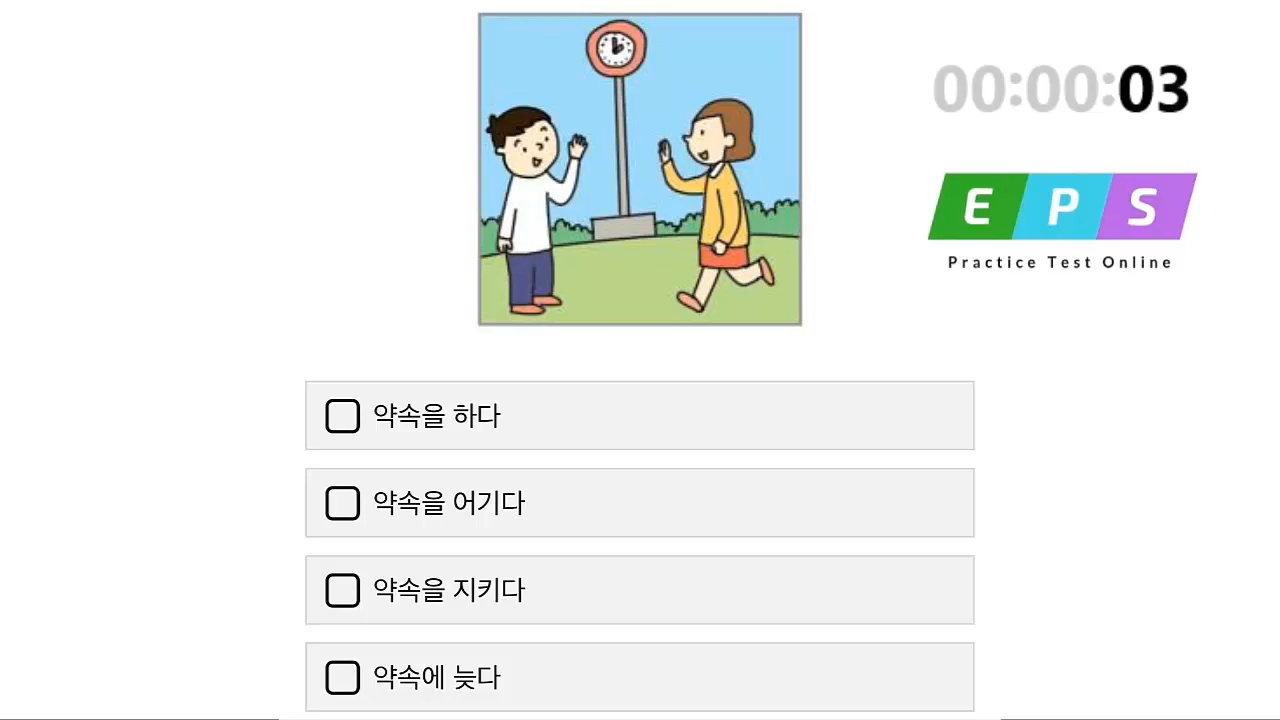 00:00:03
E P S
Practice Test Online
약속을 하다
약속을 어기다
약속을 지키다
약속에 늦다